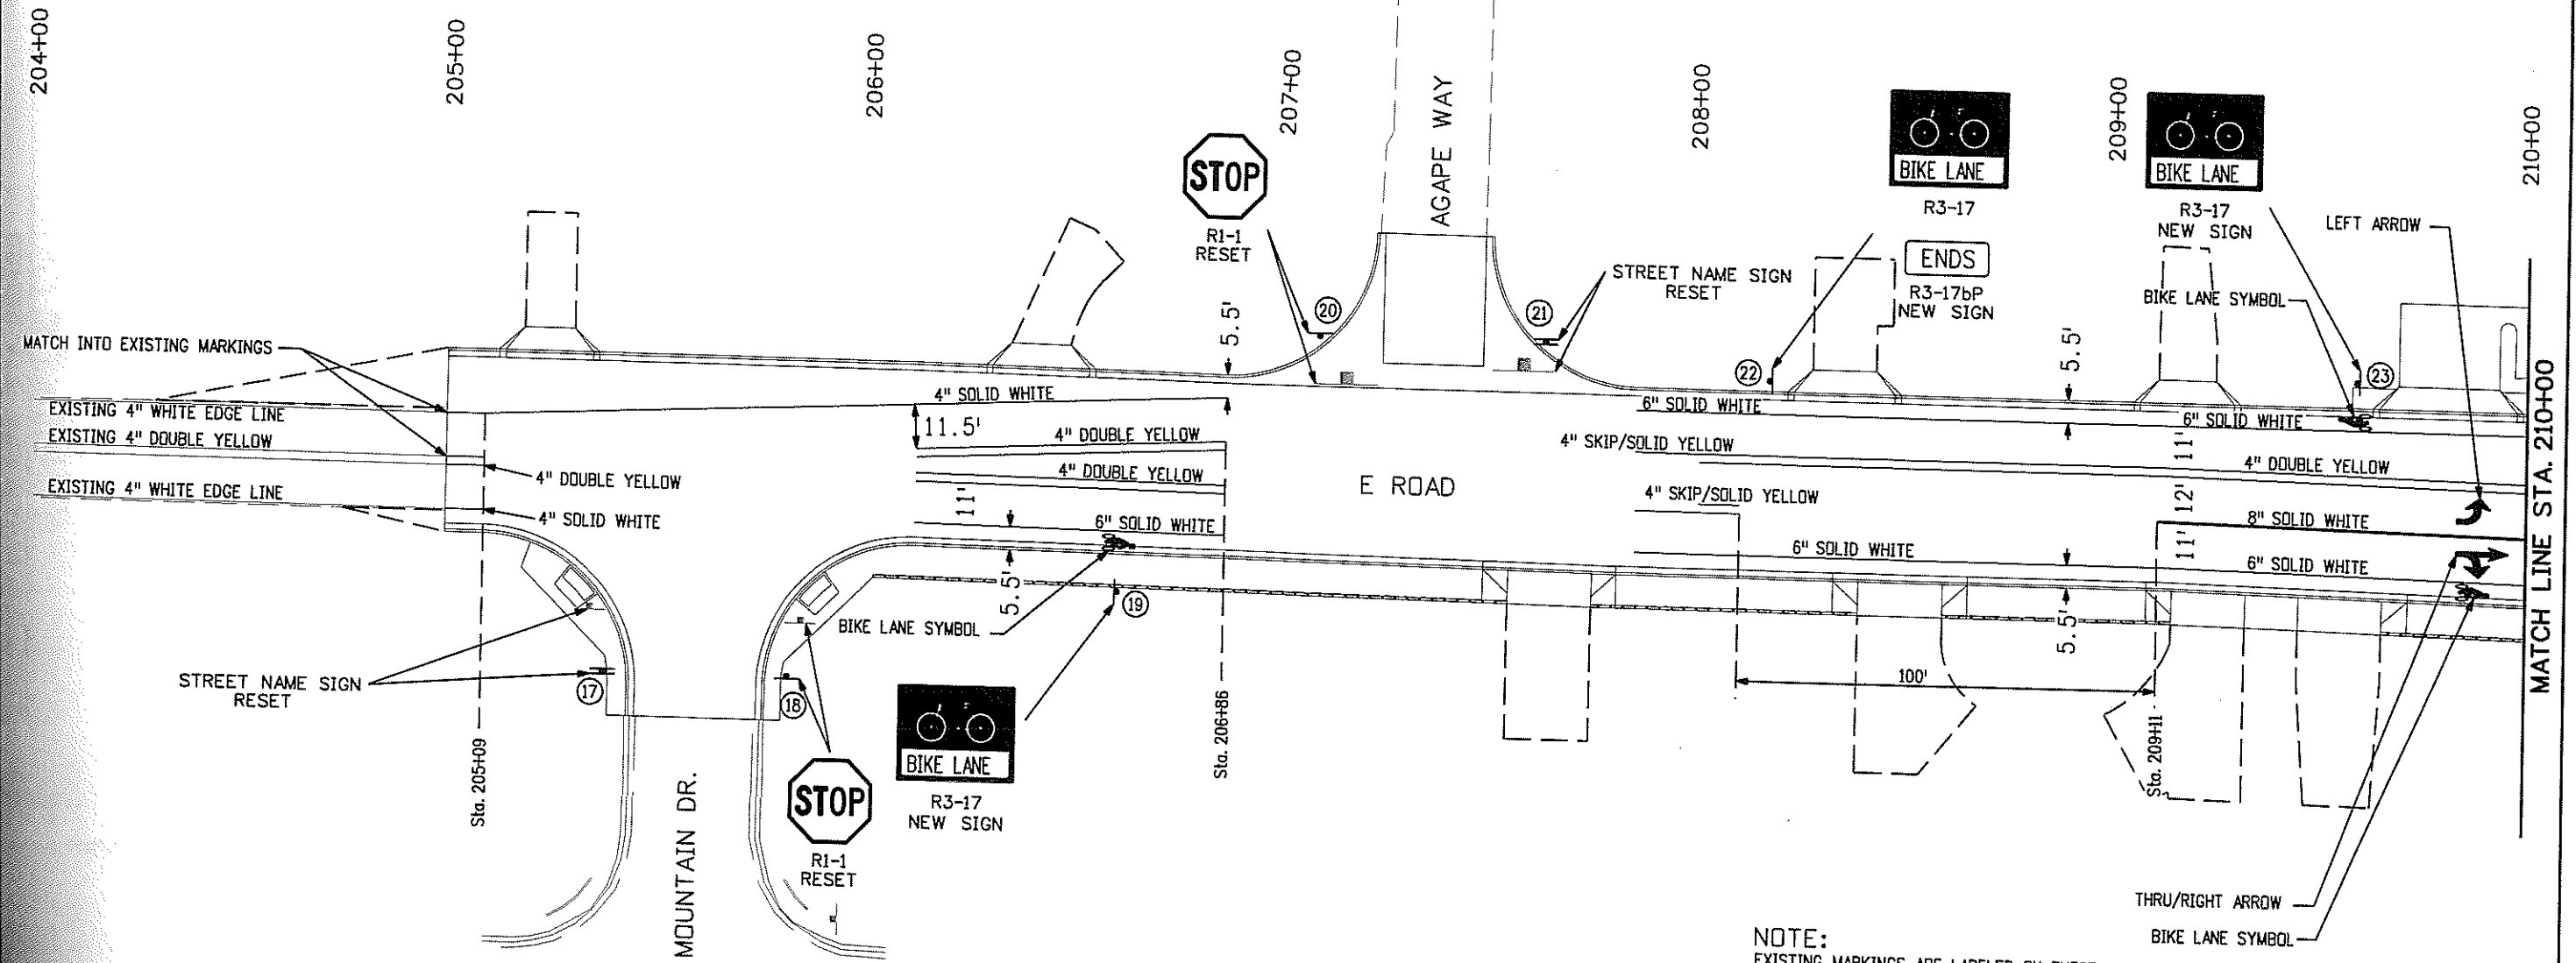 204+00
205+00
206+00
207+00
208+00
209+00
210+00
AGAPE WAY
STOP
R1-1
RESET
BIKE LANE
R3-17
ENDS
R3-17bP
NEW SIGN
BIKE LANE
R3-17
NEW SIGN
LEFT ARROW
BIKE LANE SYMBOL
STREET NAME SIGN
RESET
20
21
22
23
5.5'
5.5'
MATCH INTO EXISTING MARKINGS
EXISTING 4" WHITE EDGE LINE
EXISTING 4" DOUBLE YELLOW
EXISTING 4" WHITE EDGE LINE
4" DOUBLE YELLOW
4" SOLID WHITE
4" SOLID WHITE
11.5'
4" DOUBLE YELLOW
4" DOUBLE YELLOW
11'
6" SOLID WHITE
5.5'
6" SOLID WHITE
4" SKIP/SOLID YELLOW
E ROAD
4" SKIP/SOLID YELLOW
6" SOLID WHITE
6" SOLID WHITE
11'
4" DOUBLE YELLOW
12'
8" SOLID WHITE
11'
6" SOLID WHITE
5.5'
MATCH LINE STA. 210+00
100'
Sta. 209+11
Sta. 206+86
Sta. 205+09
STREET NAME SIGN
RESET
17
18
19
BIKE LANE SYMBOL
BIKE LANE
R3-17
NEW SIGN
STOP
R1-1
RESET
MOUNTAIN DR.
THRU/RIGHT ARROW
BIKE LANE SYMBOL
NOTE: